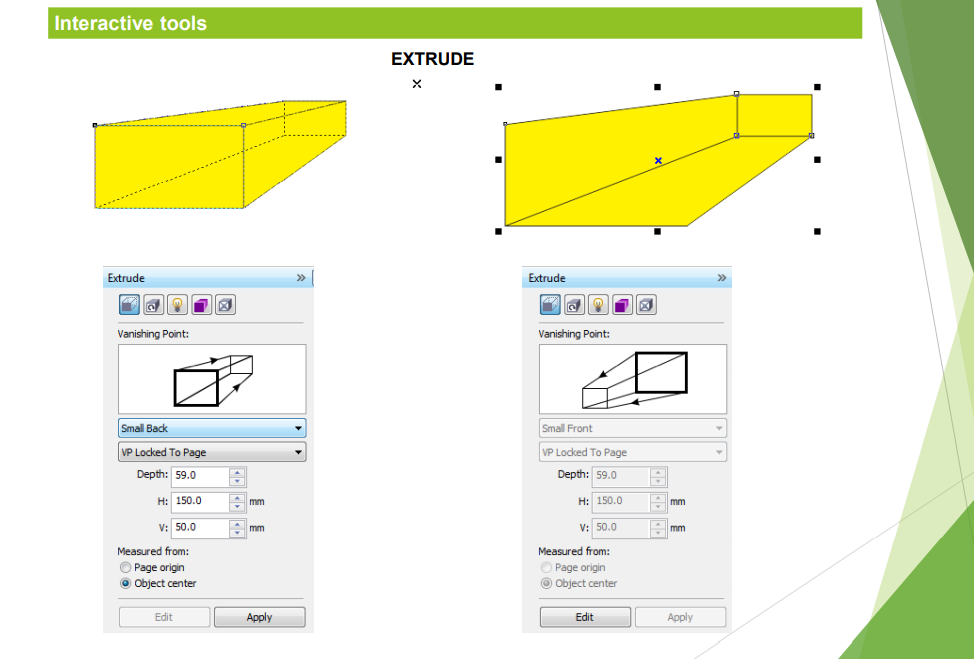 Interactive tools
EXTRUDE
Extrude
Vanishing Point:
Small Back
VP Locked To Page
Depth: 59.0
H: 150.0 mm
V: 50.0 mm
Measured from:
Page origin
Object center
Edit Apply
Extrude
Vanishing Point:
Small Front
VP Locked To Page
Depth: 59.0
H: 150.0 mm
V: 50.0 mm
Measured from:
Page origin
Object center
Edit Apply